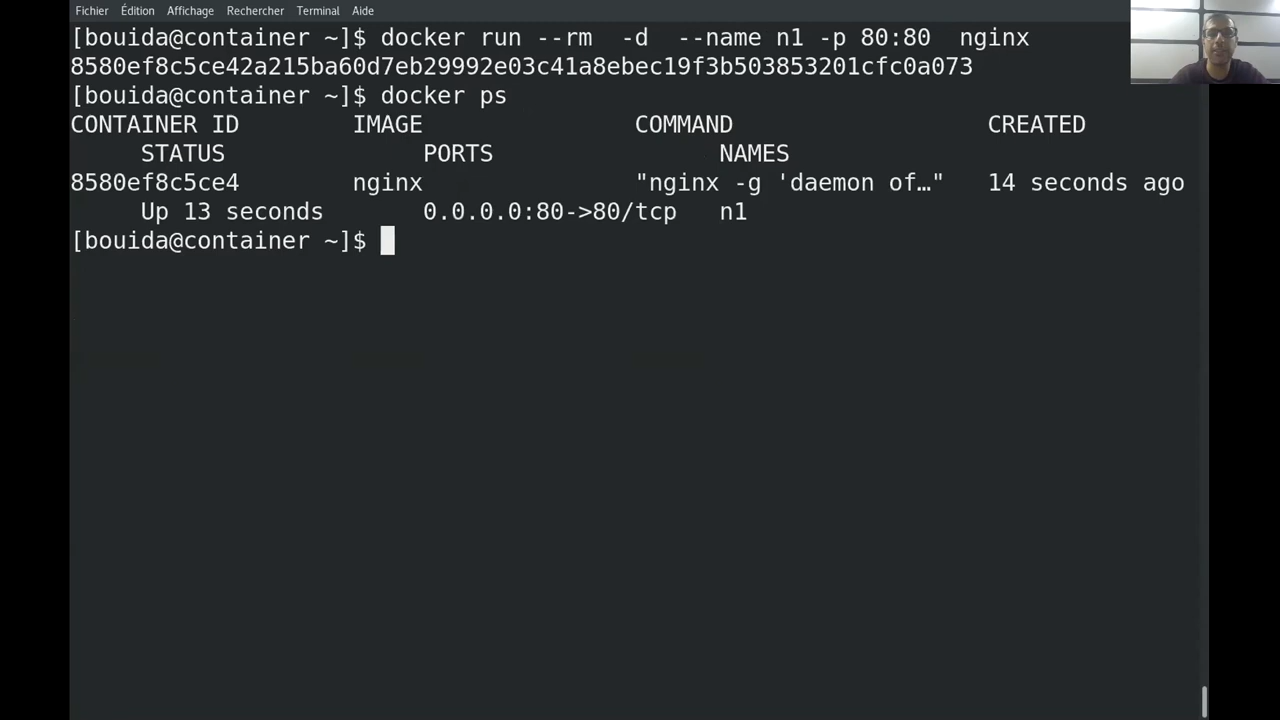 Fichier Édition Affichage Rechercher Terminal Aide
[bouida@container ~]$ docker run --rm  -d  --name n1 -p 80:80  nginx
8580ef8c5ce42a215ba60d7eb29992e03c41a8ebec19f3b503853201cfc0a073
[bouida@container ~]$ docker ps
CONTAINER ID        IMAGE               COMMAND                  CREATED
     STATUS              PORTS                NAMES
8580ef8c5ce4        nginx               "nginx -g 'daemon of…"   14 seconds ago
     Up 13 seconds       0.0.0.0:80->80/tcp   n1
[bouida@container ~]$